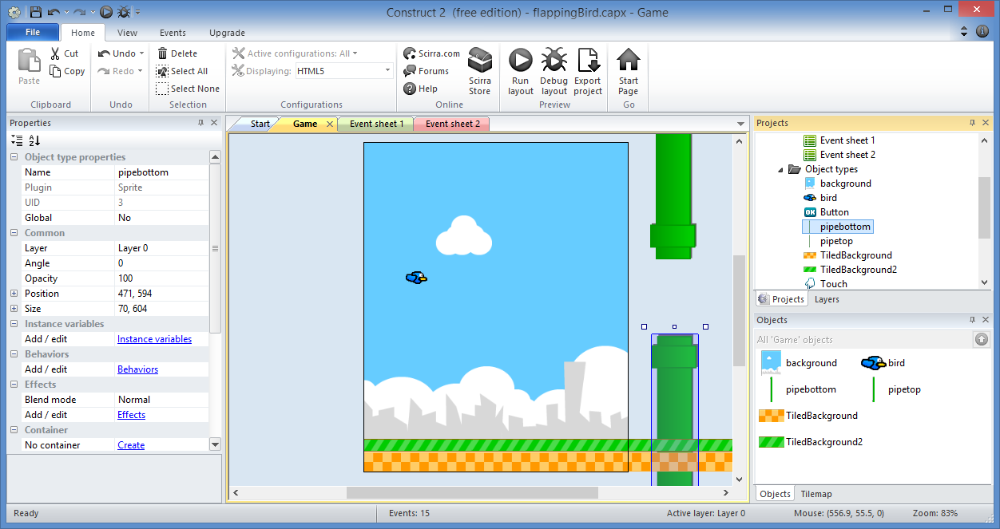 Construct 2 (free edition) - flappingBird.capx - Game
File Home View Events Upgrade
Paste
Cut
Copy
Clipboard
Undo
Redo
Undo
Delete
Select All
Select None
Selection
Active configurations: All
Displaying: HTML5
Configurations
Scirra.com
Forums
Help
Scirra
Store
Online
Run
layout
Debug
layout
Export
project
Preview
Start
Page
Go
Properties
Object type properties
Name pipebottom
Plugin Sprite
UID 3
Global No
Common
Layer Layer 0
Angle 0
Opacity 100
Position 471, 594
Size 70, 604
Instance variables
Add / edit Instance variables
Behaviors
Add / edit Behaviors
Effects
Blend mode Normal
Add / edit Effects
Container
No container Create
Start Game Event sheet 1 Event sheet 2
Projects
Event sheet 1
Event sheet 2
Object types
background
bird
OK Button
pipebottom
pipetop
TiledBackground
TiledBackground2
Touch
Projects Layers
Objects
All 'Game' objects
background bird
pipebottom pipetop
TiledBackground
TiledBackground2
Objects Tilemap
Ready Events: 15 Active layer: Layer 0 Mouse: (556.9, 55.5, 0) Zoom: 83%